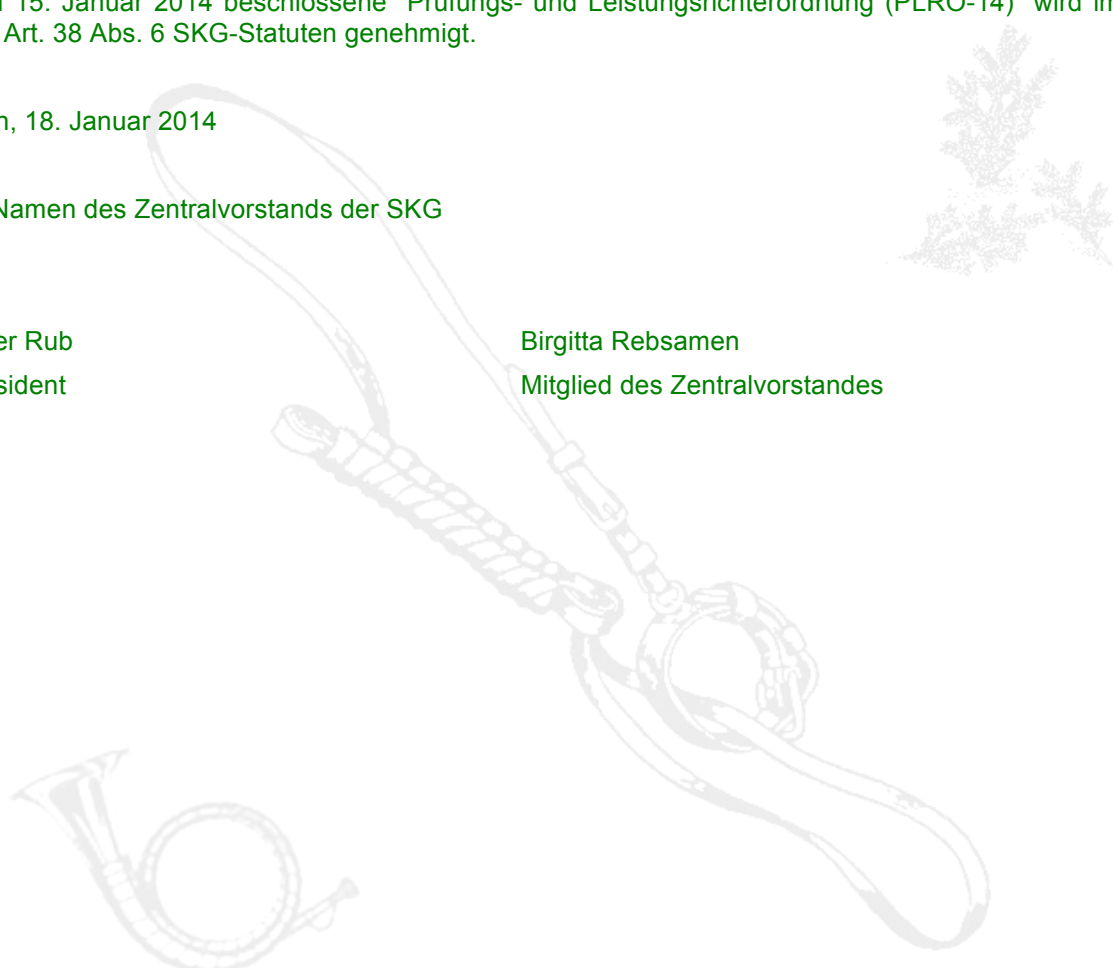 15. Januar 2014 beschlossene "Prüfungs- und Leistungsrichterordnung (PLRO-14)" wird im
Art. 38 Abs. 6 SKG-Statuten genehmigt.
n, 18. Januar 2014
Namen des Zentralvorstands der SKG
er Rub
Birgitta Rebsamen
sident
Mitglied des Zentralvorstandes